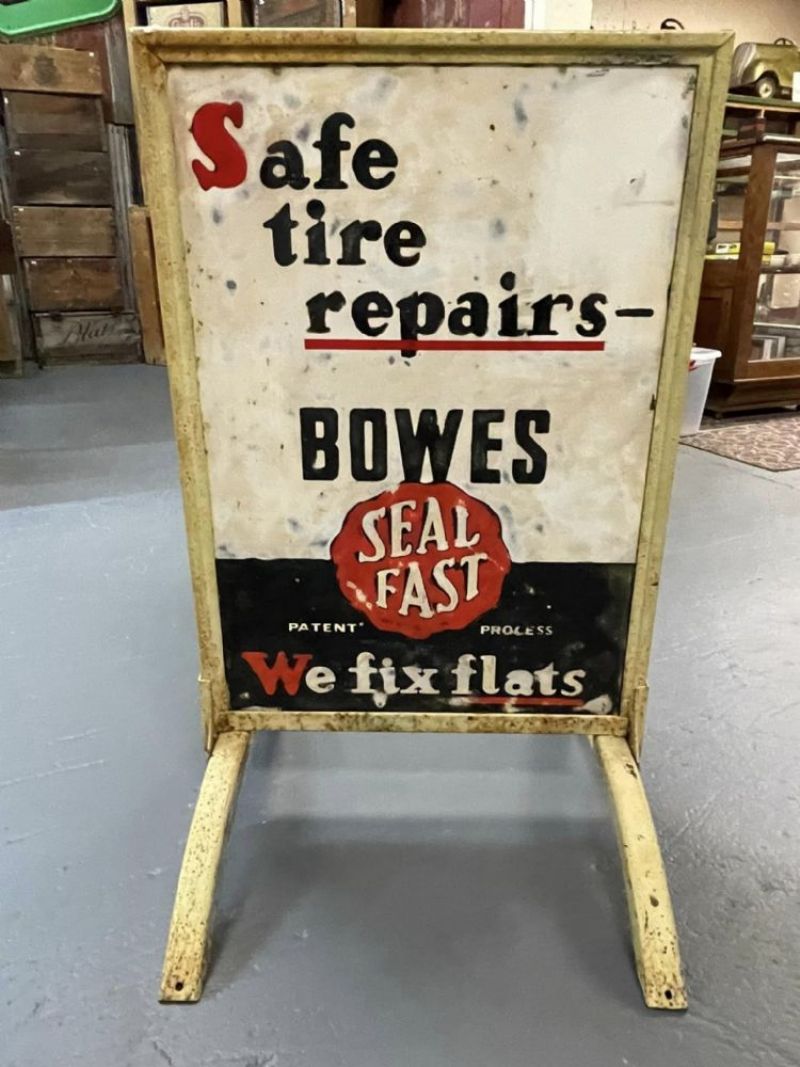 Safe
tire
repairs-
BOWES
SEAL
FAST
PATENT PROCESS
We fix flats